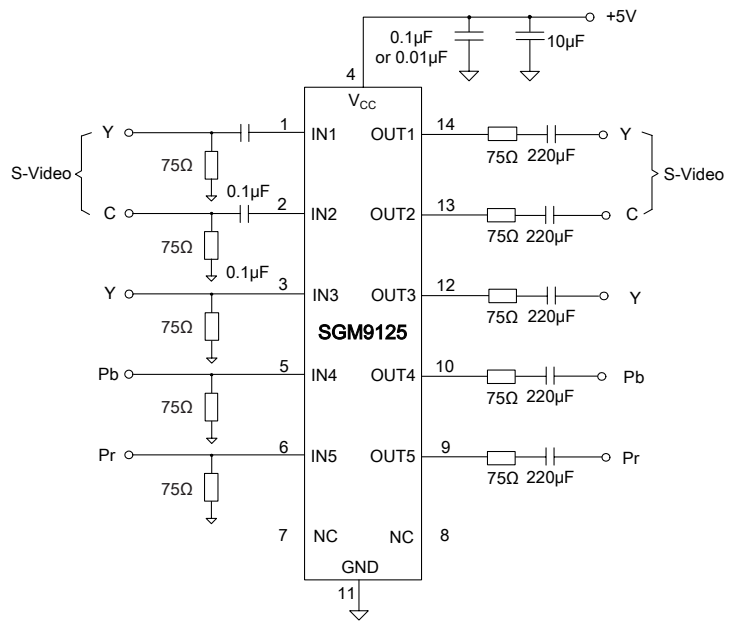 +5V
0.1µF
or 0.01µF
10µF
4
V_CC
Y
1
IN1
OUT1
14
Y
75Ω
75Ω
220µF
S-Video
S-Video
0.1µF
C
2
IN2
OUT2
13
C
75Ω
0.1µF
75Ω
220µF
Y
3
IN3
OUT3
12
Y
75Ω
75Ω
220µF
SGM9125
Pb
5
IN4
OUT4
10
Pb
75Ω
75Ω
220µF
Pr
6
IN5
OUT5
9
Pr
75Ω
75Ω
220µF
7
NC
NC
8
GND
11